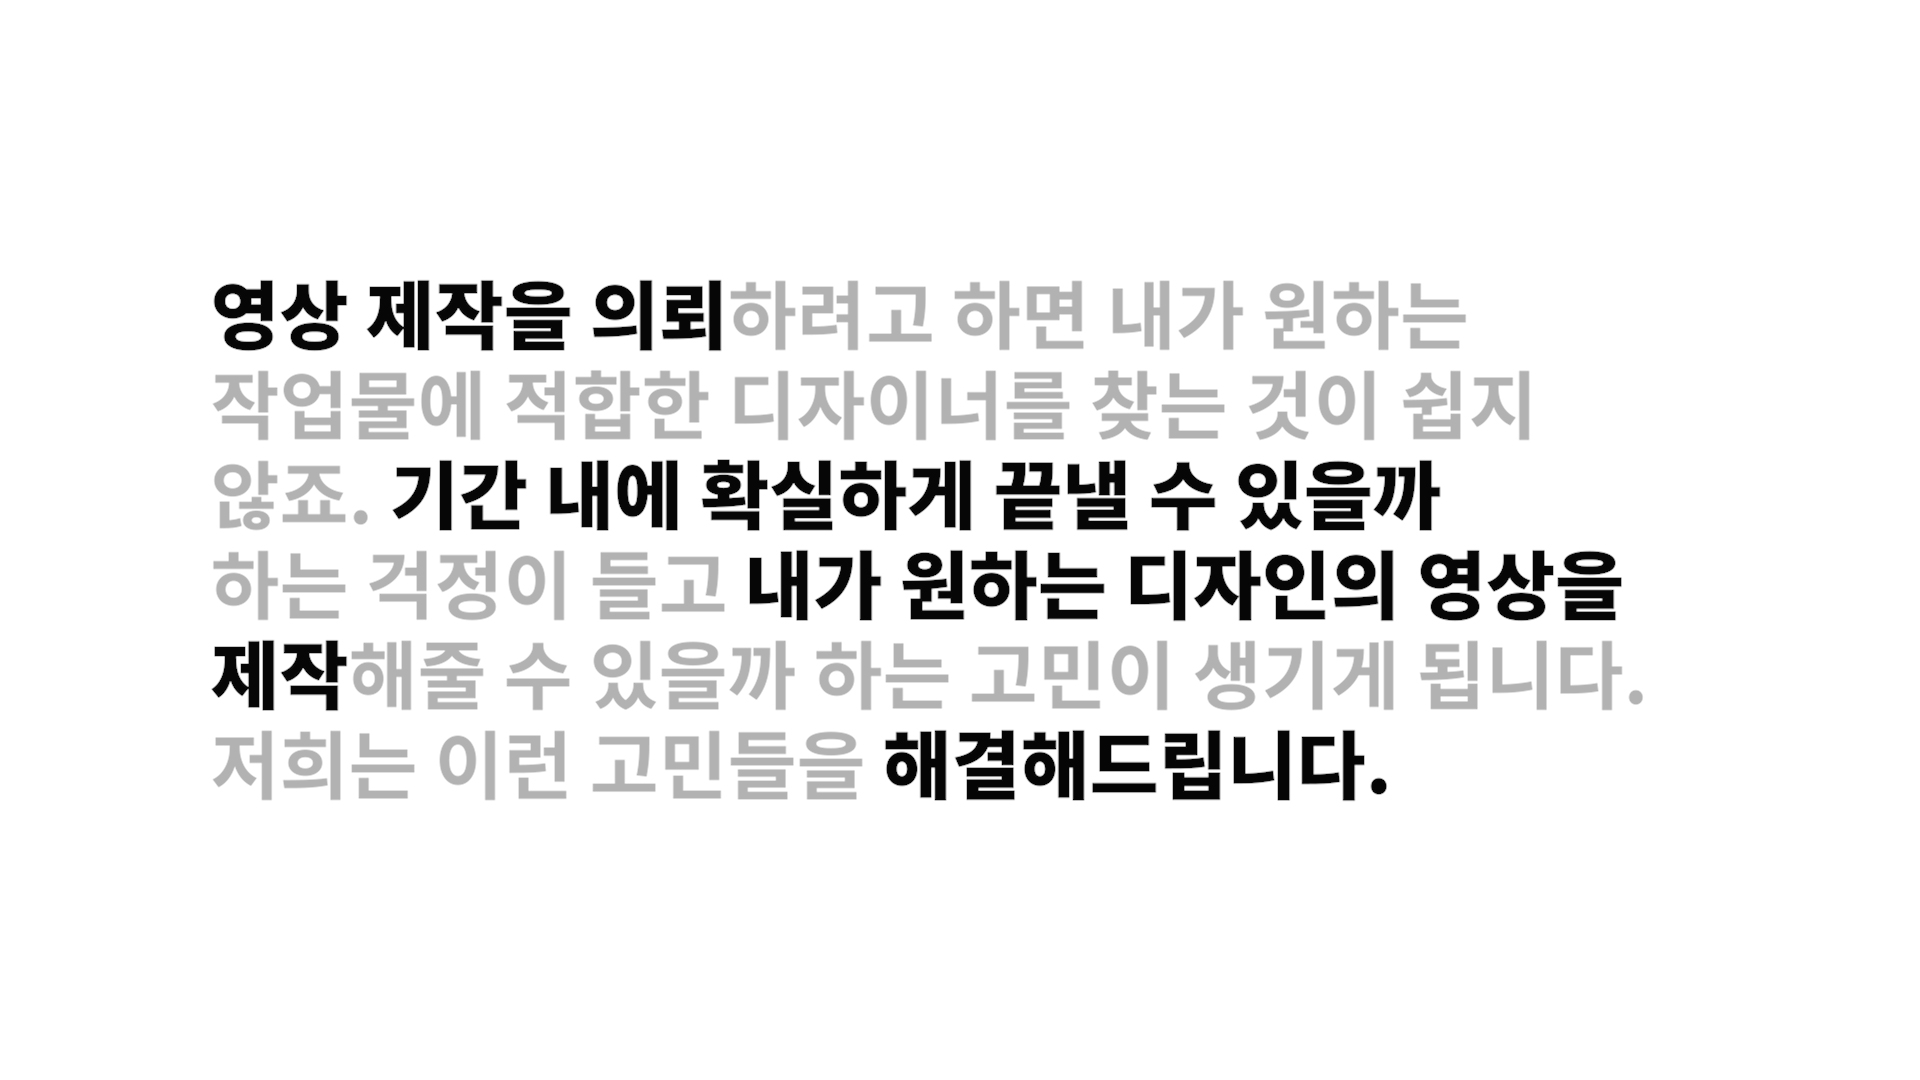 영상 제작을 의뢰하려고 하면 내가 원하는
작업물에 적합한 디자이너를 찾는 것이 쉽지
않죠. 기간 내에 확실하게 끝낼 수 있을까
하는 걱정이 들고 내가 원하는 디자인의 영상을
제작해줄 수 있을까 하는 고민이 생기게 됩니다.
저희는 이런 고민들을 해결해드립니다.